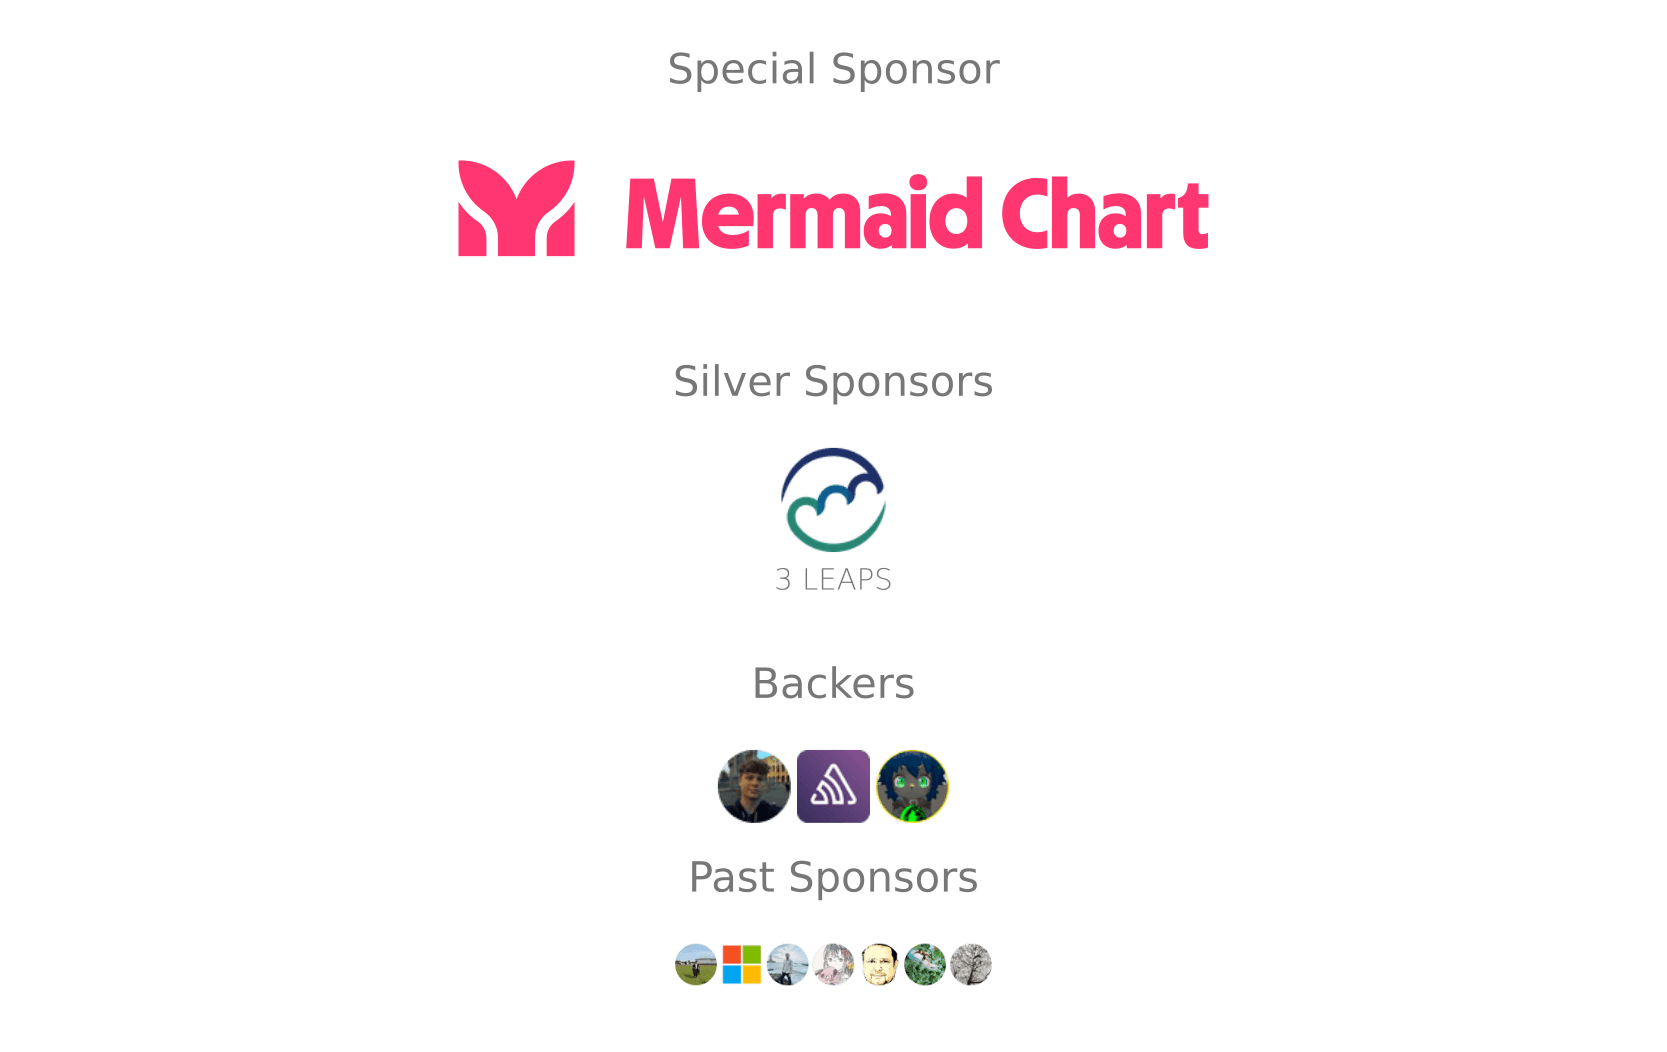 Special Sponsor
Mermaid Chart
Silver Sponsors
3 LEAPS
Backers
Past Sponsors